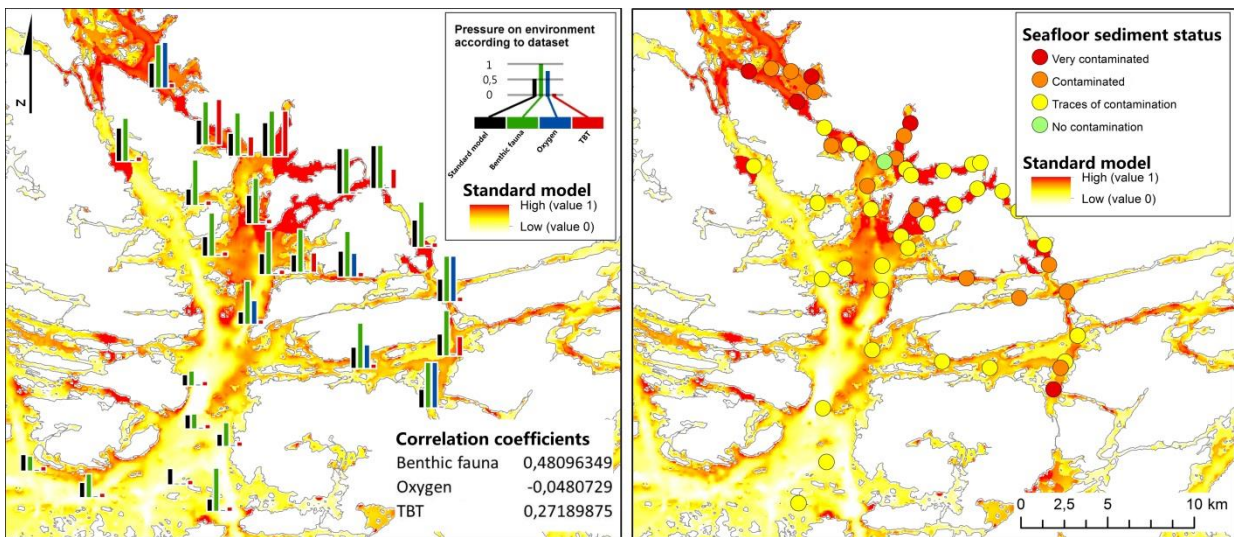 Z
Pressure on environment
according to dataset
1
0,5
0
Standard model
Benthic fauna
Oxygen
TBT
Standard model
High (value 1)
Low (value 0)
Correlation coefficients
Benthic fauna 0,48096349
Oxygen -0,0480729
TBT 0,27189875
Seafloor sediment status
Very contaminated
Contaminated
Traces of contamination
No contamination
Standard model
High (value 1)
Low (value 0)
0 2,5 5 10 km